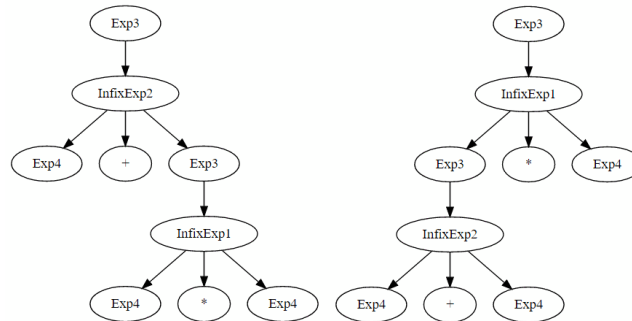 Exp3 Exp3
InfixExp2 InfixExp1
Exp4 + Exp3 Exp3 * Exp4
InfixExp1 InfixExp2
Exp4 * Exp4 Exp4 + Exp4